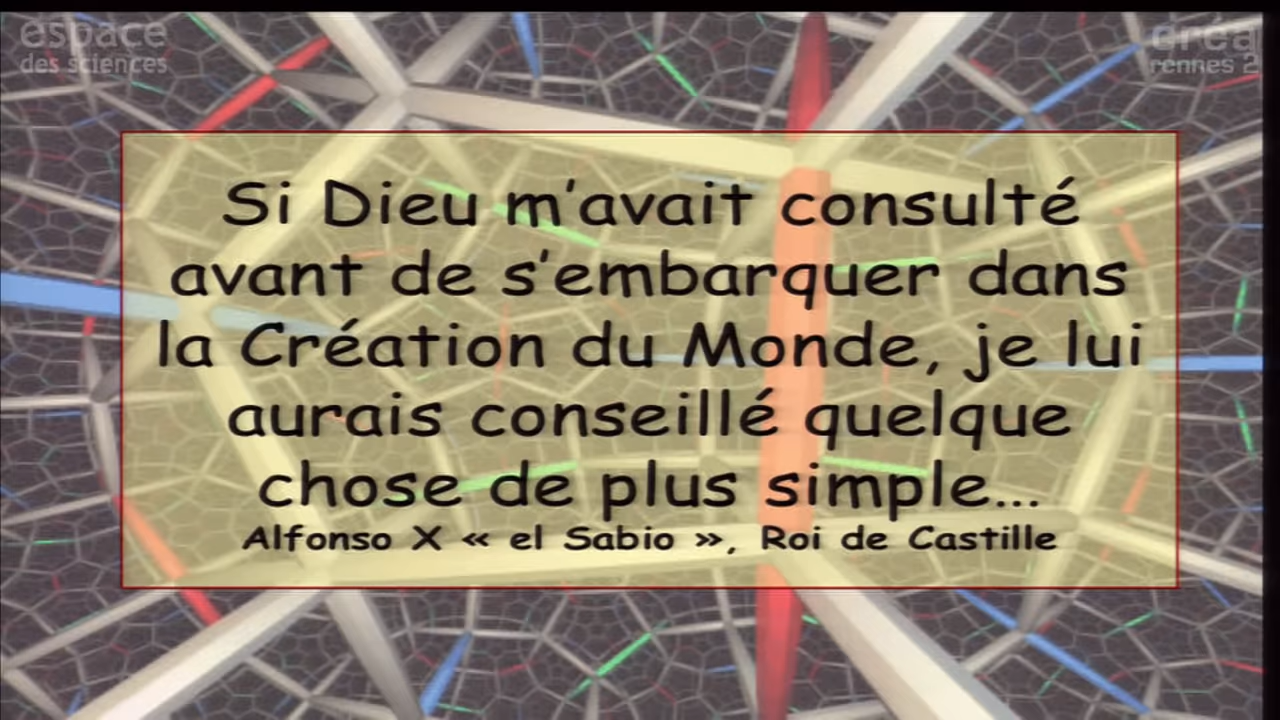 espace
des sciences
dréa
rennes 2
Si Dieu m'avait consulté
avant de s'embarquer dans
la Création du Monde, je lui
aurais conseillé quelque
chose de plus simple...
Alfonso X « el Sabio », Roi de Castille